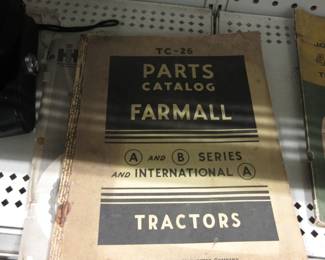 TC-26
PARTS
CATALOG
FARMALL
A AND B SERIES
AND INTERNATIONAL A
TRACTORS